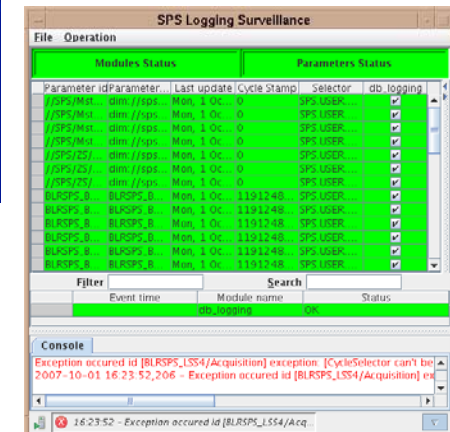 SPS Logging Surveillance
File Operation
Modules Status Parameters Status
Parameter id Parameter... Last update Cycle Stamp Selector db_logging
//SPS/Mst... dim://sps... Mon, 1 Oc... 0 SPS.USER....
//SPS/Mst... dim://sps... Mon, 1 Oc... 0 SPS.USER....
//SPS/Mst... dim://sps... Mon, 1 Oc... 0 SPS.USER....
//SPS/Mst... dim://sps... Mon, 1 Oc... 0 SPS.USER....
//SPS/ZS/... dim://sps... Mon, 1 Oc... 0 SPS.USER....
//SPS/ZS/... dim://sps... Mon, 1 Oc... 0 SPS.USER....
//SPS/ZS/... dim://sps... Mon, 1 Oc... 0 SPS.USER....
BLRSPS_B... BLRSPS_B... Mon, 1 Oc... 1191248... SPS.USER....
BLRSPS_B... BLRSPS_B... Mon, 1 Oc... 1191248... SPS.USER....
BLRSPS_B... BLRSPS_B... Mon, 1 Oc... 1191248... SPS.USER....
BLRSPS_B... BLRSPS_B... Mon, 1 Oc... 1191248... SPS.USER....
BLRSPS_B... BLRSPS_B... Mon, 1 Oc... 1191248... SPS.USER....
Filter Search
Event time Module name Status
db_logging OK
Console
Exception occured id [BLRSPS_LSS4/Acquisition] exception: [CycleSelector can't be
2007-10-01 16:23:52,206 - Exception occured id [BLRSPS_LSS4/Acquisition] ex
16:23:52 - Exception occured id [BLRSPS_LSS4/Acq...